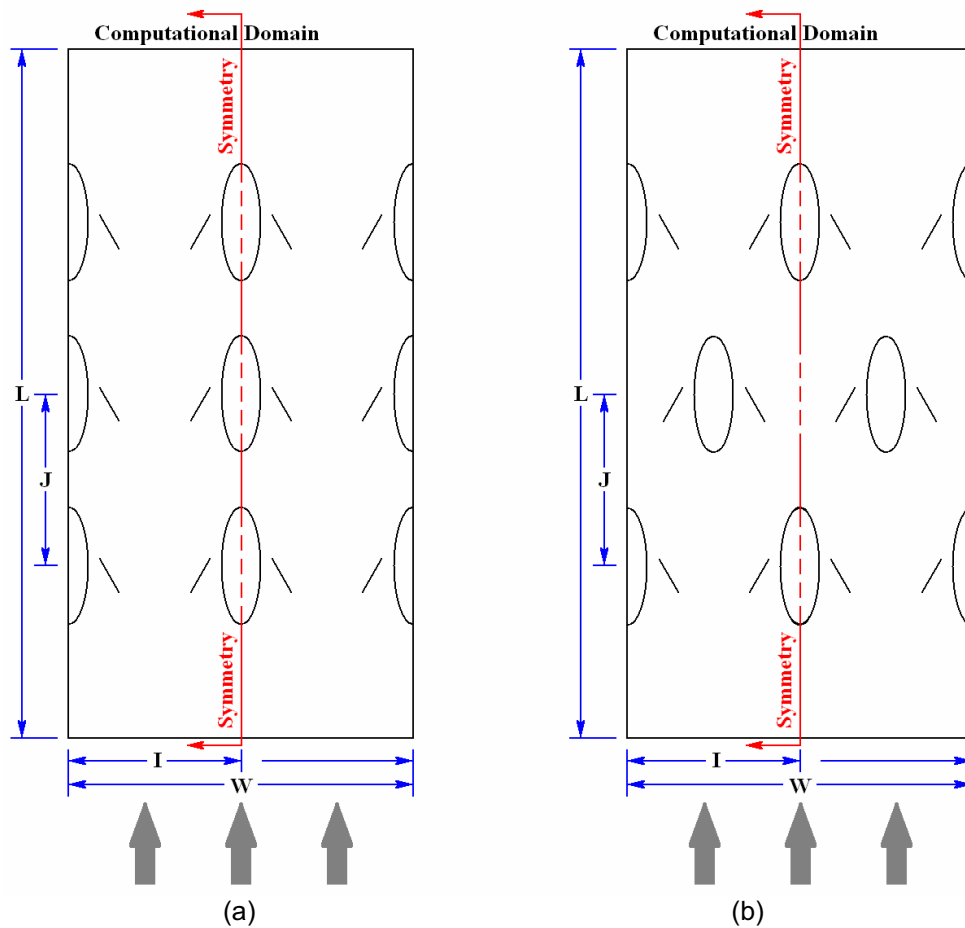 Computational Domain
Symmetry
L
J
Symmetry
I
W
(a)
Computational Domain
Symmetry
L
J
Symmetry
I
W
(b)